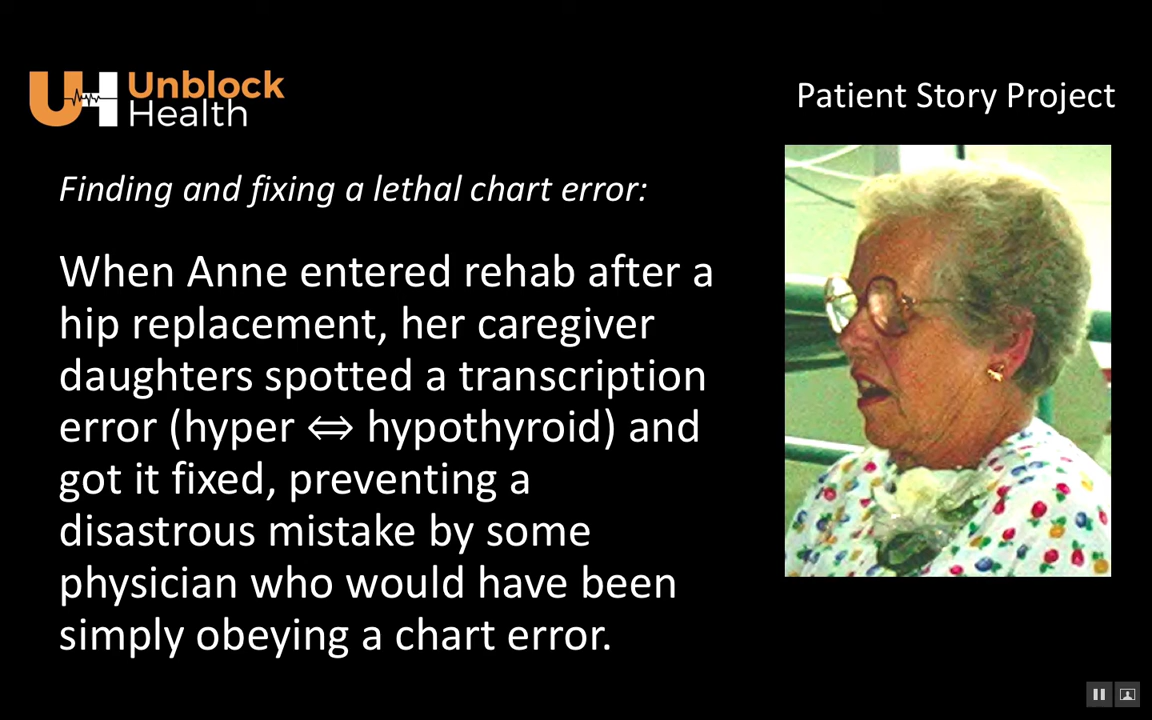 Unblock
Health
Patient Story Project
Finding and fixing a lethal chart error:
When Anne entered rehab after a
hip replacement, her caregiver
daughters spotted a transcription
error (hyper ⇔ hypothyroid) and
got it fixed, preventing a
disastrous mistake by some
physician who would have been
simply obeying a chart error.